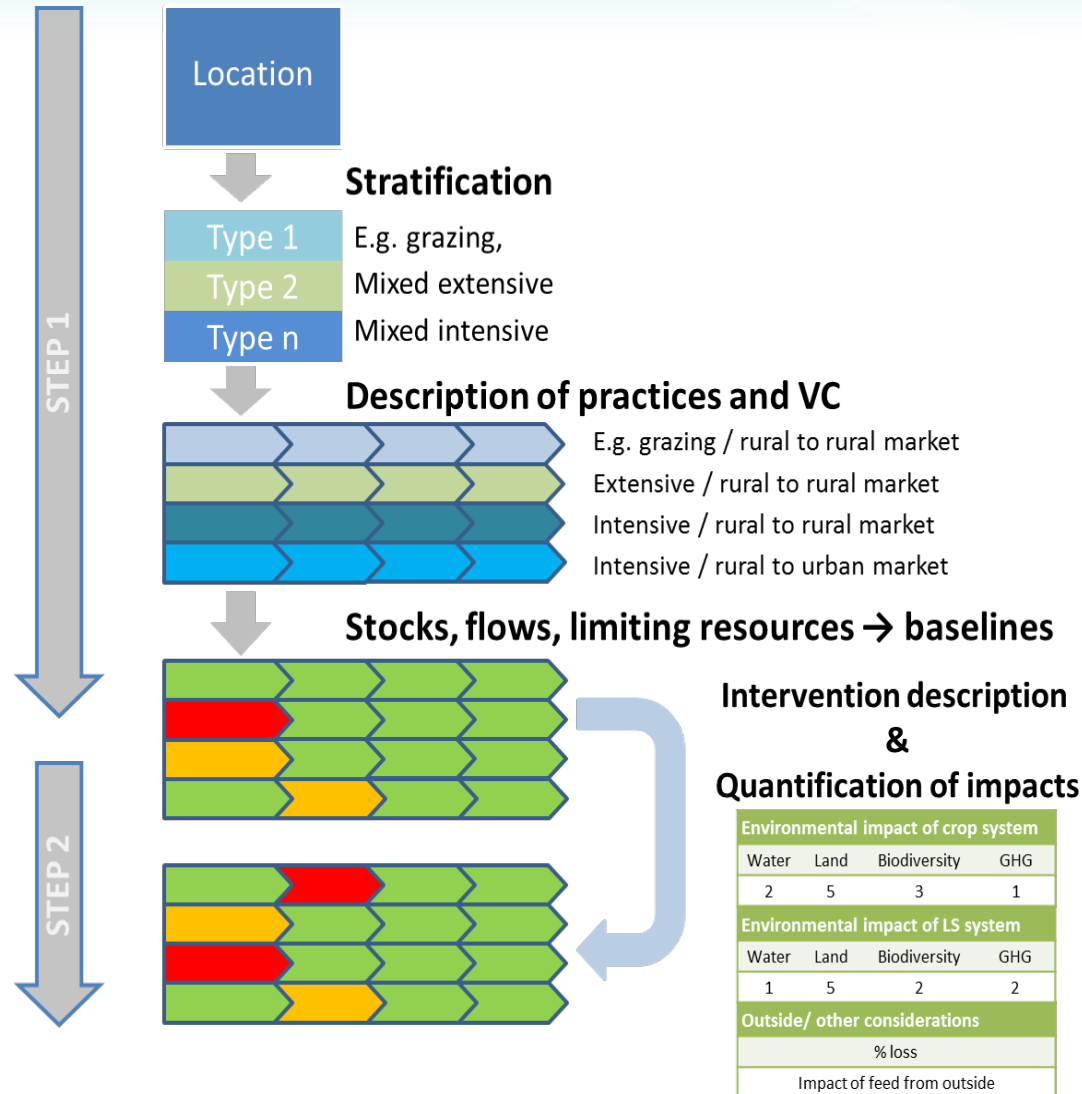 Location
Stratification
Type 1
E.g. grazing,
Type 2
Mixed extensive
Type n
Mixed intensive
STEP 1
Description of practices and VC
E.g. grazing / rural to rural market
Extensive / rural to rural market
Intensive / rural to rural market
Intensive / rural to urban market
Stocks, flows, limiting resources → baselines
Intervention description
&
Quantification of impacts
STEP 2
Environmental impact of crop system
Water Land Biodiversity GHG
2 5 3 1
Environmental impact of LS system
Water Land Biodiversity GHG
1 5 2 2
Outside/ other considerations
% loss
Impact of feed from outside